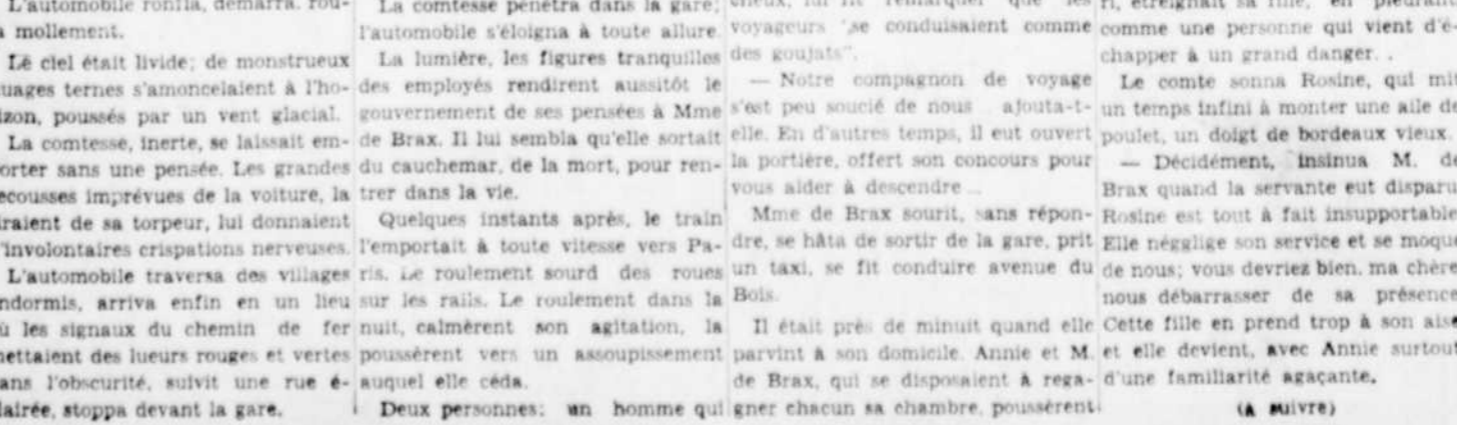 L'automobile ronfla, démarra, rou-
mollement.
Le ciel était livide; de monstrueux
uages ternes s'amoncelaient à l'ho-
izon, poussés par un vent glacial.
La comtesse, inerte, se laissait em-
orter sans une pensée. Les grandes
ecousses imprévues de la voiture, la
iraient de sa torpeur, lui donnaient
'involontaires crispations nerveuses.
L'automobile traversa des villages
ndormis, arriva enfin en un lieu
ù les signaux du chemin de fer
nettaient des lueurs rouges et vertes
ans l'obscurité, suivit une rue é-
lairée, stoppa devant la gare.
La comtesse pénétra dans la gare;
l'automobile s'éloigna à toute allure.
La lumière, les figures tranquilles
des employés rendirent aussitôt le
gouvernement de ses pensées à Mme
de Brax. Il lui sembla qu'elle sortait
du cauchemar, de la mort, pour ren-
trer dans la vie.
Quelques instants après, le train
l'emportait à toute vitesse vers Pa-
ris. Le roulement sourd des roues
sur les rails. Le roulement dans la
nuit, calmèrent son agitation, la
poussèrent vers un assoupissement
auquel elle céda.
Deux personnes: un homme qui
lui fit remarquer que les
voyageurs "se conduisaient comme
des goujats".
— Notre compagnon de voyage
s'est peu soucié de nous ajouta-t-
elle. En d'autres temps, il eut ouvert
la portière, offert son concours pour
vous aider à descendre...
Mme de Brax sourit, sans répon-
dre, se hâta de sortir de la gare, prit
un taxi, se fit conduire avenue du
Bois.
Il était près de minuit quand elle
parvint à son domicile. Annie et M.
de Brax, qui se disposaient à rega-
gner chacun sa chambre, poussèrent
ri, étreignait sa fille, en pleurant
comme une personne qui vient d'é-
chapper à un grand danger. .
Le comte sonna Rosine, qui mit
un temps infini à monter une aile de
poulet, un doigt de bordeaux vieux.
— Décidément, insinua M. de
Brax quand la servante eut disparu
Rosine est tout à fait insupportable
Elle négglige son service et se moque
de nous; vous devriez bien, ma chère
nous débarrasser de sa présence
Cette fille en prend trop à son aise
et elle devient, avec Annie surtout
d'une familiarité agaçante.
(à suivre)